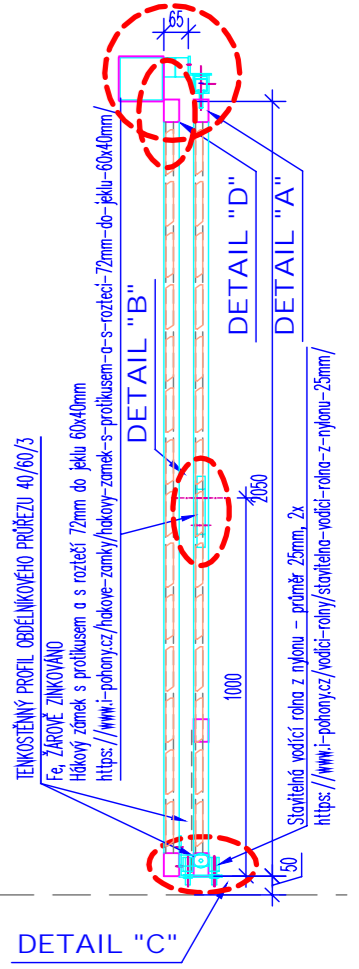 65
TENKOSTĚNNÝ PROFIL OBDÉLNÍKOVÉHO PRŮŘEZU 40/60/3
Fe, ŽÁROVĚ ZINKOVÁNO
Hákový zámek s protikusem a s roztečí 72mm do jeklu 60x40mm
https://www.i-pohony.cz/hakove-zamky/hakovy-zamek-s-protikusem-a-s-rozteci-72mm-do-jeklu-60x40mm/
DETAIL "B"
DETAIL "D"
DETAIL "A"
2050
1000
Stavitelná vodící rolna z nylonu – průměr 25mm, 2x
https://www.i-pohony.cz/vodici-rolny/stavitelna-vodici-rolna-z-nylonu-25mm/
50
DETAIL "C"